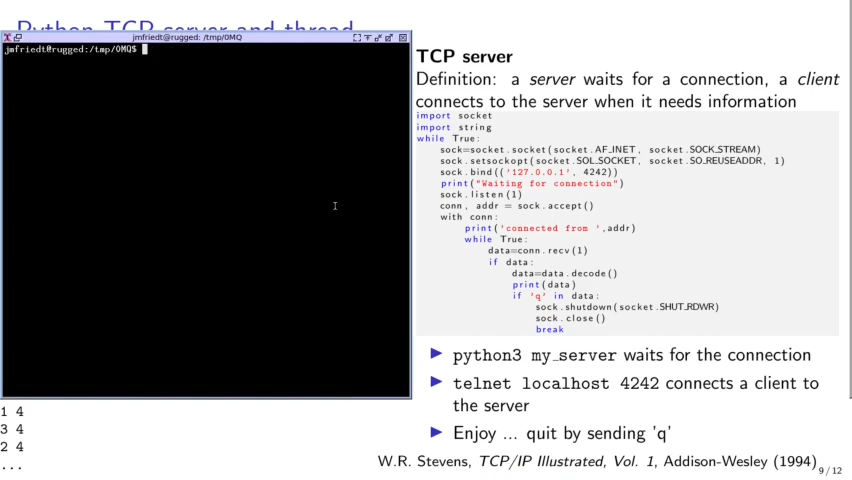 Python TCP server and thread
jmfriedt@rugged: /tmp/0MQ
jmfriedt@rugged:/tmp/0MQ$
1 4
3 4
2 4
...
TCP server
Definition: a server waits for a connection, a client
connects to the server when it needs information
import socket
import string
while True:
    sock=socket.socket(socket.AF_INET, socket.SOCK_STREAM)
    sock.setsockopt(socket.SOL_SOCKET, socket.SO_REUSEADDR, 1)
    sock.bind(('127.0.0.1', 4242))
    print("Waiting for connection")
    sock.listen(1)
    conn, addr = sock.accept()
    with conn:
        print('connected from ',addr)
        while True:
            data=conn.recv(1)
            if data:
                data=data.decode()
                print(data)
                if 'q' in data:
                    sock.shutdown(socket.SHUT_RDWR)
                    sock.close()
                    break
▶ python3 my_server waits for the connection
▶ telnet localhost 4242 connects a client to
the server
▶ Enjoy ... quit by sending 'q'
W.R. Stevens, TCP/IP Illustrated, Vol. 1, Addison-Wesley (1994)
9 / 12